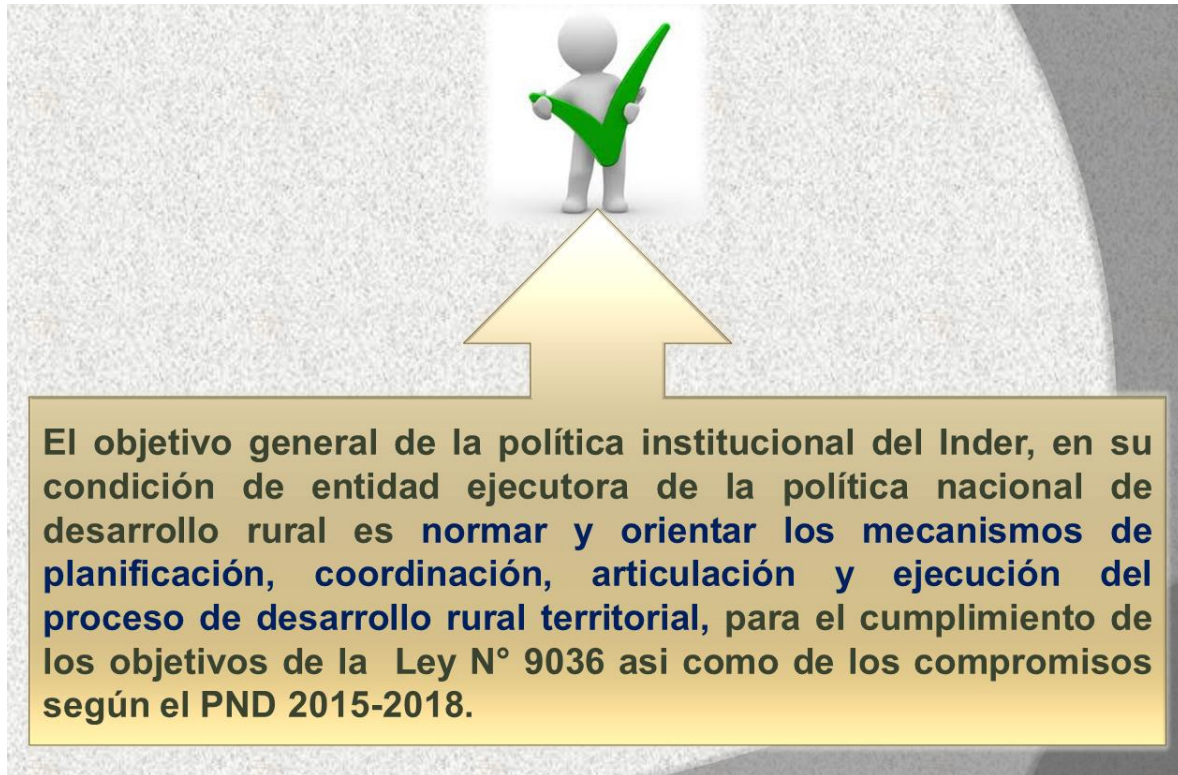 El objetivo general de la política institucional del Inder, en su
condición de entidad ejecutora de la política nacional de
desarrollo rural es normar y orientar los mecanismos de
planificación, coordinación, articulación y ejecución del
proceso de desarrollo rural territorial, para el cumplimiento de
los objetivos de la Ley N° 9036 asi como de los compromisos
según el PND 2015-2018.